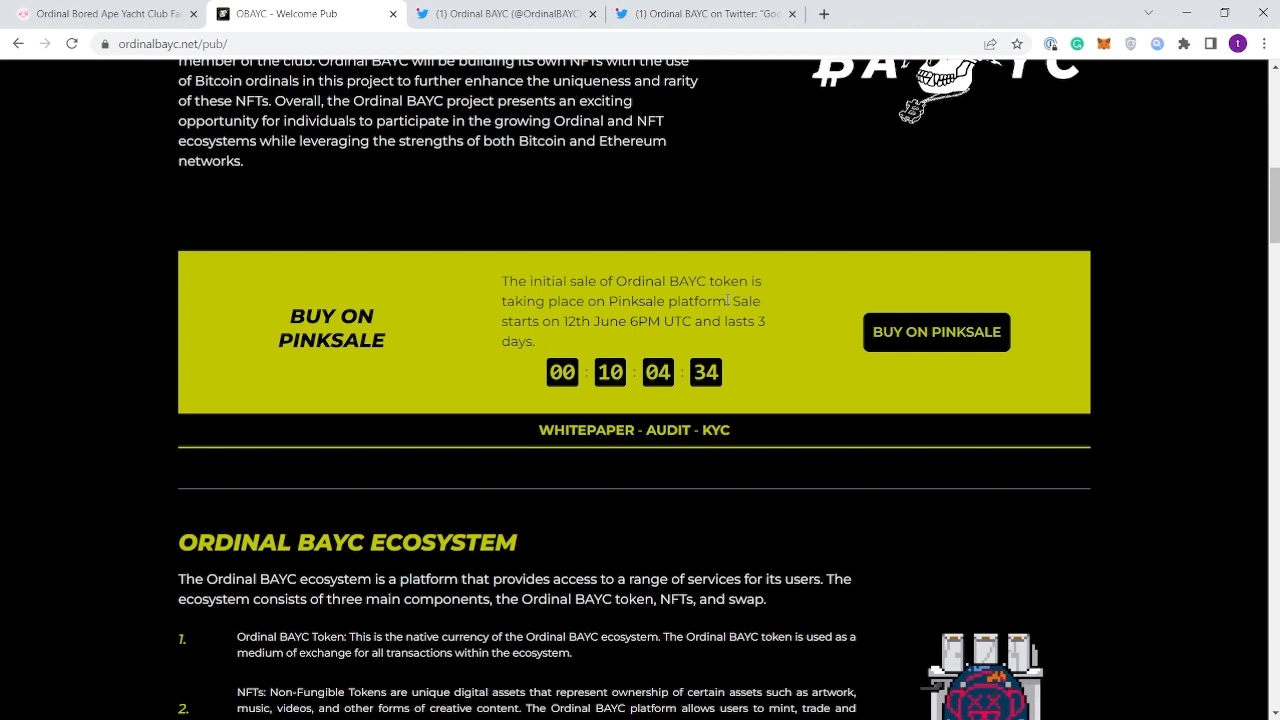 Ordinal Bored Ape Yacht Club Fai
OBAYC - Welcome Pub
(1) Ordinal BAYC (@OrdinalBAYC)
(1) Ordinal BAYC on Twitter: "Goo
ordinalbayc.net/pub/
t
member of the club. Ordinal BAYC will be building its own NFTs with the use
of Bitcoin ordinals in this project to further enhance the uniqueness and rarity
of these NFTs. Overall, the Ordinal BAYC project presents an exciting
opportunity for individuals to participate in the growing Ordinal and NFT
ecosystems while leveraging the strengths of both Bitcoin and Ethereum
networks.
BAYC
The initial sale of Ordinal BAYC token is
taking place on Pinksale platform. Sale
starts on 12th June 6PM UTC and lasts 3
days.
BUY ON
PINKSALE
00 : 10 : 04 : 34
BUY ON PINKSALE
WHITEPAPER - AUDIT - KYC
ORDINAL BAYC ECOSYSTEM
The Ordinal BAYC ecosystem is a platform that provides access to a range of services for its users. The
ecosystem consists of three main components, the Ordinal BAYC token, NFTs, and swap.
1. Ordinal BAYC Token: This is the native currency of the Ordinal BAYC ecosystem. The Ordinal BAYC token is used as a
medium of exchange for all transactions within the ecosystem.
NFTs: Non-Fungible Tokens are unique digital assets that represent ownership of certain assets such as artwork,
2. music, videos, and other forms of creative content. The Ordinal BAYC platform allows users to mint, trade and